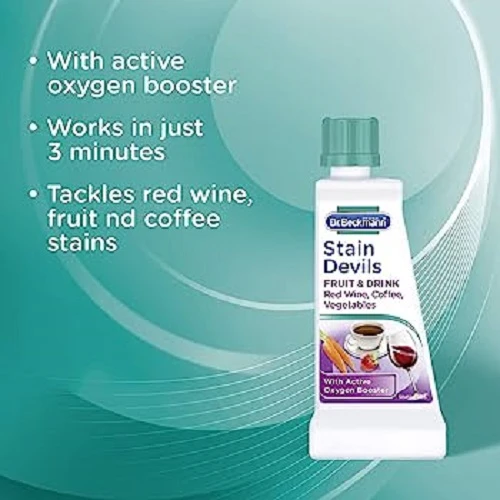 • With active
oxygen booster
• Works in just
3 minutes
• Tackles red wine,
fruit nd coffee
stains
Dr.Beckmann
Stain
Devils
FRUIT & DRINK
Red Wine, Coffee,
Vegetables
With Active
Oxygen Booster